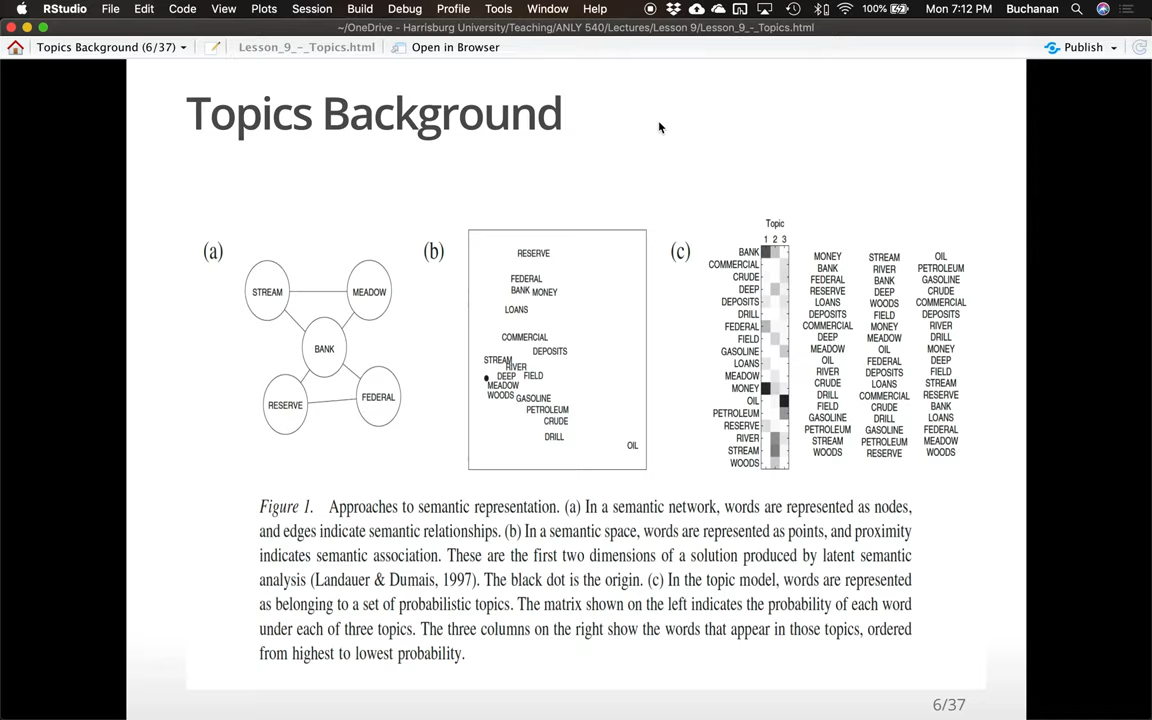 RStudio File Edit Code View Plots Session Build Debug Profile Tools Window Help 100% Mon 7:12 PM Buchanan
~/OneDrive - Harrisburg University/Teaching/ANLY 540/Lectures/Lesson 9/Lesson_9_-_Topics.html
Topics Background (6/37) Lesson_9_-_Topics.html Open in Browser Publish
Topics Background
(a)
STREAM MEADOW
BANK
RESERVE FEDERAL
(b)
RESERVE
FEDERAL
BANK MONEY
LOANS
COMMERCIAL
DEPOSITS
STREAM
RIVER
DEEP FIELD
MEADOW
WOODS GASOLINE
PETROLEUM
CRUDE
DRILL
OIL
(c)
Topic
1 2 3
BANK
COMMERCIAL
CRUDE
DEEP
DEPOSITS
DRILL
FEDERAL
FIELD
GASOLINE
LOANS
MEADOW
MONEY
OIL
PETROLEUM
RESERVE
RIVER
STREAM
WOODS
MONEY STREAM OIL
BANK RIVER PETROLEUM
FEDERAL BANK GASOLINE
RESERVE DEEP CRUDE
LOANS WOODS COMMERCIAL
DEPOSITS FIELD DEPOSITS
COMMERCIAL MONEY RIVER
DEEP MEADOW DRILL
MEADOW OIL MONEY
OIL FEDERAL DEEP
RIVER DEPOSITS FIELD
CRUDE LOANS STREAM
DRILL COMMERCIAL RESERVE
FIELD CRUDE BANK
GASOLINE DRILL LOANS
PETROLEUM GASOLINE FEDERAL
STREAM PETROLEUM MEADOW
WOODS RESERVE WOODS
Figure 1. Approaches to semantic representation. (a) In a semantic network, words are represented as nodes,
and edges indicate semantic relationships. (b) In a semantic space, words are represented as points, and proximity
indicates semantic association. These are the first two dimensions of a solution produced by latent semantic
analysis (Landauer & Dumais, 1997). The black dot is the origin. (c) In the topic model, words are represented
as belonging to a set of probabilistic topics. The matrix shown on the left indicates the probability of each word
under each of three topics. The three columns on the right show the words that appear in those topics, ordered
from highest to lowest probability.
6/37